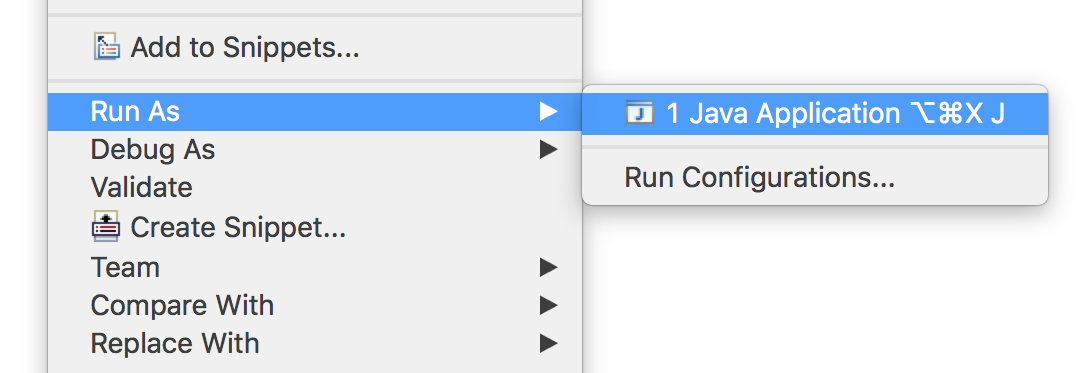 Add to Snippets...
Run As
1 Java Application ⌥⌘X J
Debug As
Run Configurations...
Validate
Create Snippet...
Team
Compare With
Replace With